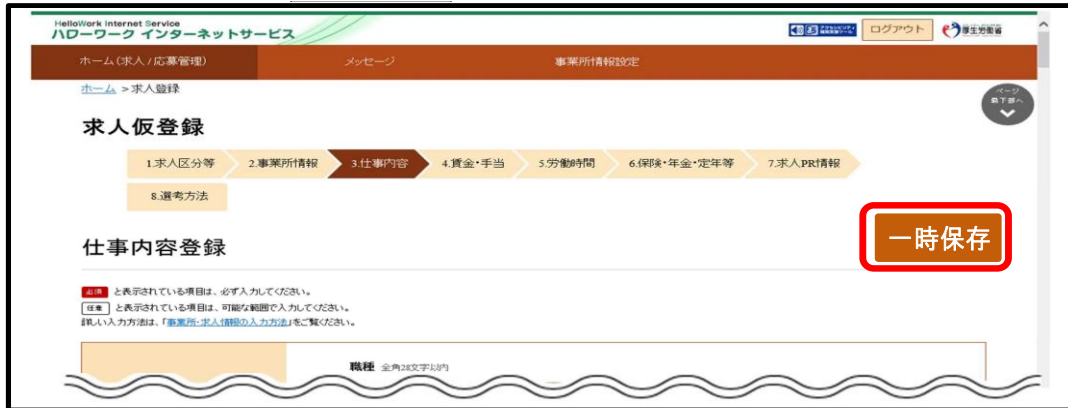 HelloWork Internet Service
ハローワーク インターネットサービス
ログアウト
厚生労働省
ホーム(求人/応募管理)
メッセージ
事業所情報設定
ホーム > 求人登録
ページ
最下部へ
求人仮登録
1.求人区分等
2.事業所情報
3.仕事内容
4.賃金・手当
5.労働時間
6.保険・年金・定年等
7.求人PR情報
8.選考方法
一時保存
仕事内容登録
必須 と表示されている項目は、必ず入力してください。
任意 と表示されている項目は、可能な範囲で入力してください。
詳しい入力方法は、「事業所・求人情報の入力方法」をご覧ください。
職種 全角28文字以内